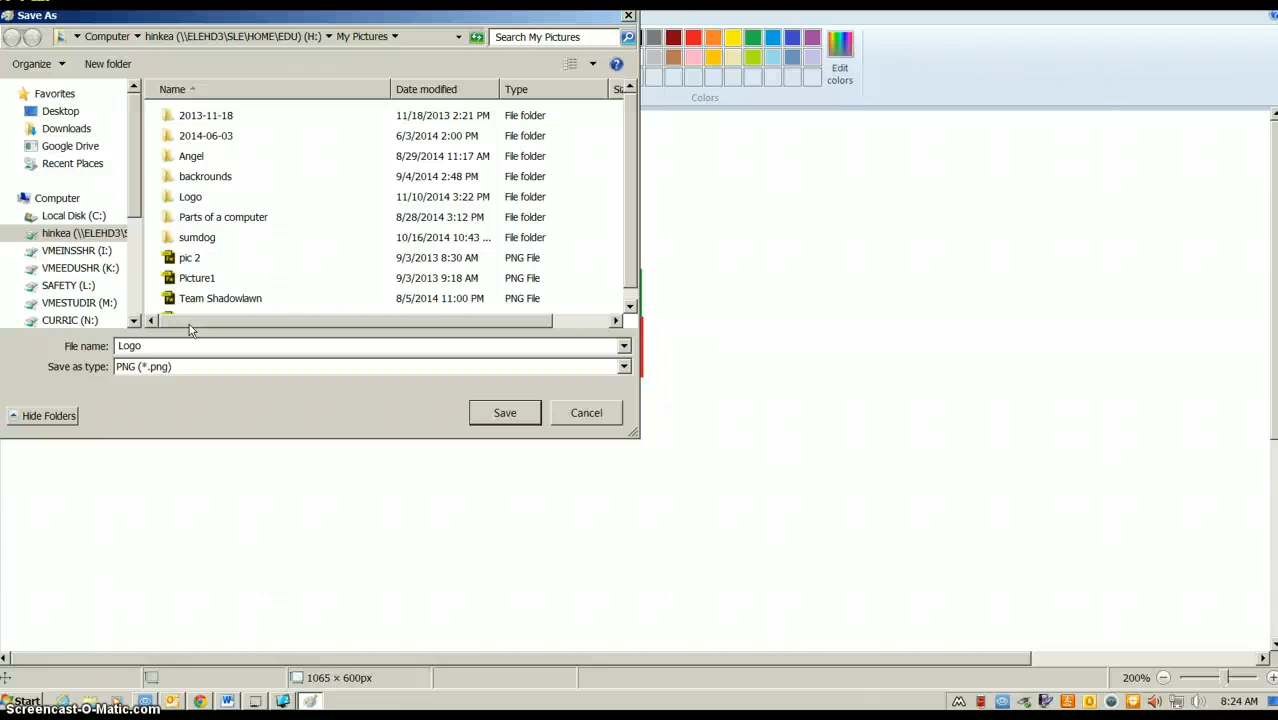 Save As
Computer hinkea (\\ELEHD3\SLE\HOME\EDU) (H:) My Pictures Search My Pictures
Organize New folder
Name Date modified Type
Favorites
Desktop
Downloads
Google Drive
Recent Places
Computer
Local Disk (C:)
hinkea (\\ELEHD3\S
VMEINSSHR (I:)
VMEEDUSHR (K:)
SAFETY (L:)
VMESTUDIR (M:)
CURRIC (N:)
2013-11-18 11/18/2013 2:21 PM File folder
2014-06-03 6/3/2014 2:00 PM File folder
Angel 8/29/2014 11:17 AM File folder
backrounds 9/4/2014 2:48 PM File folder
Logo 11/10/2014 3:22 PM File folder
Parts of a computer 8/28/2014 3:12 PM File folder
sumdog 10/16/2014 10:43 ... File folder
pic 2 9/3/2013 8:30 AM PNG File
Picture1 9/3/2013 9:18 AM PNG File
Team Shadowlawn 8/5/2014 11:00 PM PNG File
File name: Logo
Save as type: PNG (*.png)
Hide Folders Save Cancel
Edit
colors
Colors
1065 × 600px 200%
Start 8:24 AM
Screencast-O-Matic.com